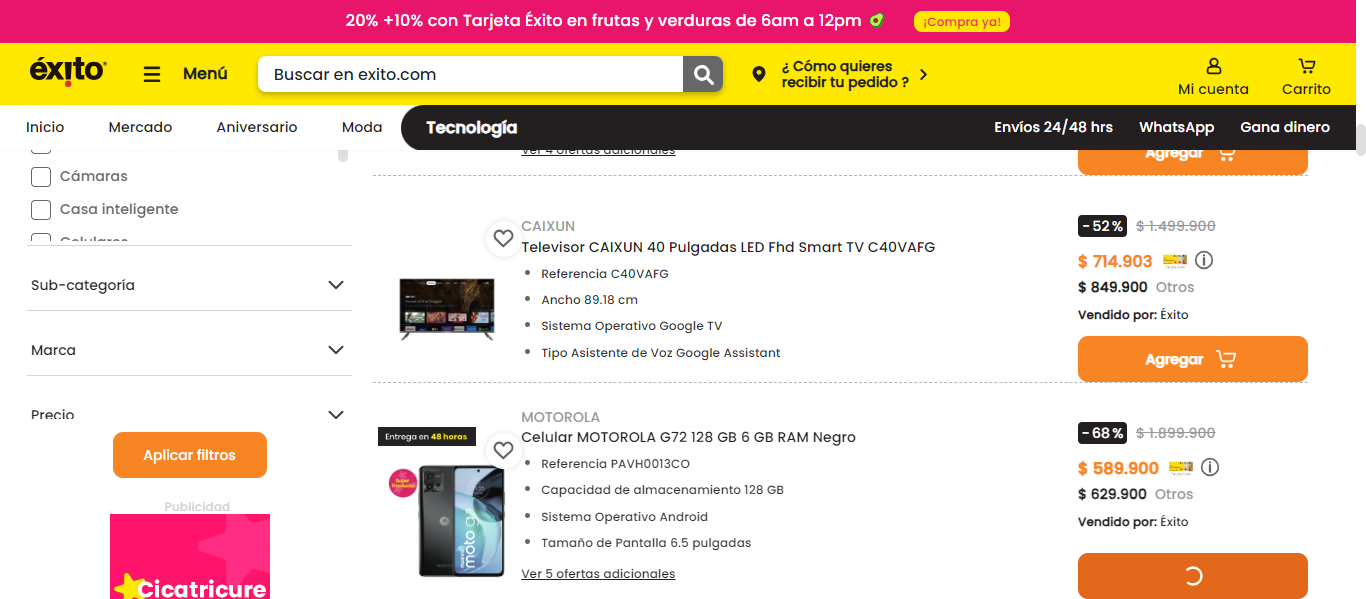 20% +10% con Tarjeta Éxito en frutas y verduras de 6am a 12pm
¡Compra ya!
éxito
Menú
Buscar en exito.com
¿ Cómo quieres
recibir tu pedido ?
Mi cuenta
Carrito
Inicio
Mercado
Aniversario
Moda
Tecnología
Envíos 24/48 hrs
WhatsApp
Gana dinero
Cámaras
Casa inteligente
Celulares
Sub-categoría
Marca
Precio
Aplicar filtros
Publicidad
Cicatricure
Ver 4 ofertas adicionales
Agregar
CAIXUN
Televisor CAIXUN 40 Pulgadas LED Fhd Smart TV C40VAFG
Referencia C40VAFG
Ancho 89.18 cm
Sistema Operativo Google TV
Tipo Asistente de Voz Google Assistant
- 52 %
$ 1.499.900
$ 714.903
$ 849.900 Otros
Vendido por: Éxito
Agregar
Entrega en 48 horas
Super Producto
moto g
MOTOROLA
Celular MOTOROLA G72 128 GB 6 GB RAM Negro
Referencia PAVH0013CO
Capacidad de almacenamiento 128 GB
Sistema Operativo Android
Tamaño de Pantalla 6.5 pulgadas
Ver 5 ofertas adicionales
- 68 %
$ 1.899.900
$ 589.900
$ 629.900 Otros
Vendido por: Éxito